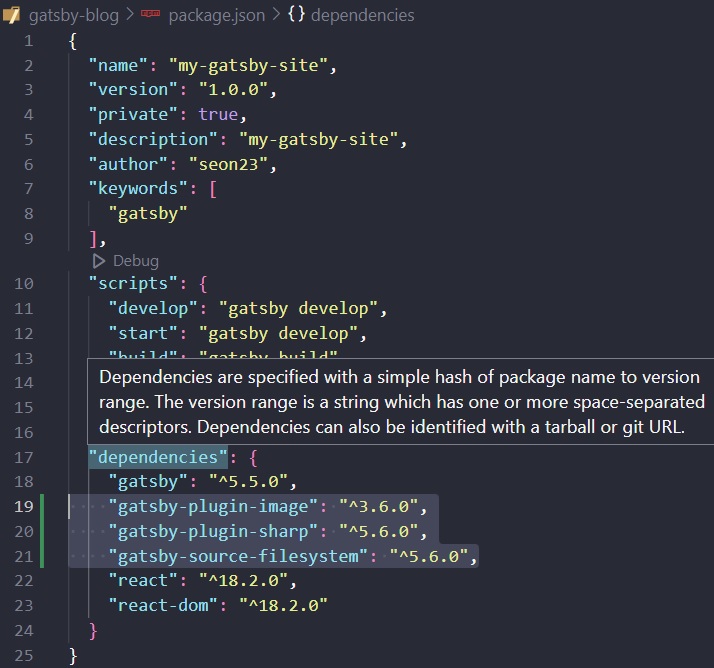 gatsby-blog > package.json > {} dependencies
1 {
2 "name": "my-gatsby-site",
3 "version": "1.0.0",
4 "private": true,
5 "description": "my-gatsby-site",
6 "author": "seon23",
7 "keywords": [
8 "gatsby"
9 ],
Debug
10 "scripts": {
11 "develop": "gatsby develop",
12 "start": "gatsby develop",
13 "build": "gatsby build"
14
Dependencies are specified with a simple hash of package name to version
15
range. The version range is a string which has one or more space-separated
16
descriptors. Dependencies can also be identified with a tarball or git URL.
17 "dependencies": {
18 "gatsby": "^5.5.0",
19 "gatsby-plugin-image": "^3.6.0",
20 "gatsby-plugin-sharp": "^5.6.0",
21 "gatsby-source-filesystem": "^5.6.0",
22 "react": "^18.2.0",
23 "react-dom": "^18.2.0"
24 }
25 }